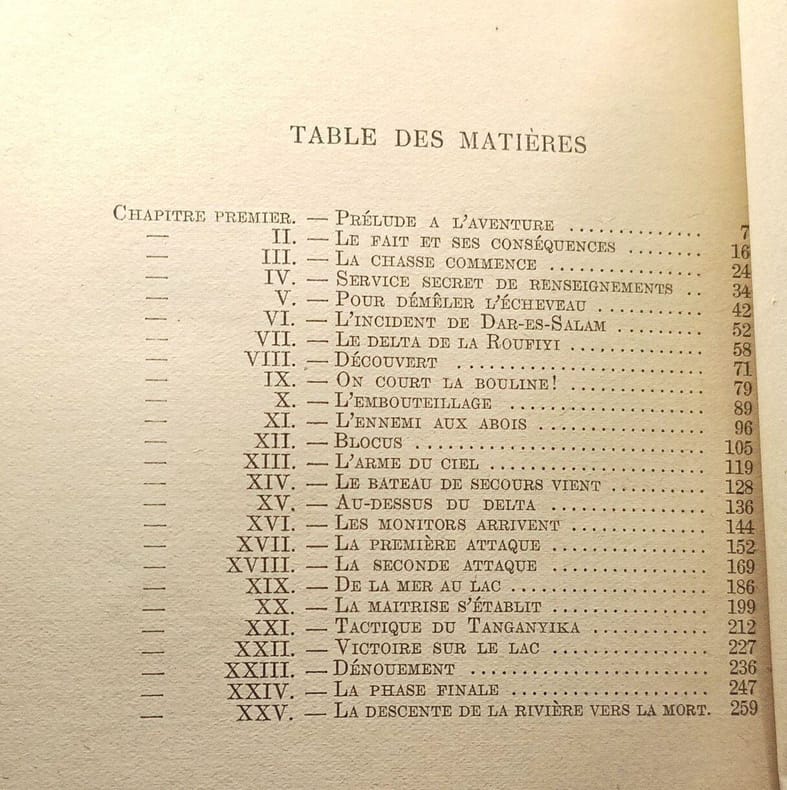 TABLE DES MATIÈRES
CHAPITRE PREMIER. — PRÉLUDE A L'AVENTURE .................. 7
— II. — LE FAIT ET SES CONSÉQUENCES ........ 16
— III. — LA CHASSE COMMENCE ................ 24
— IV. — SERVICE SECRET DE RENSEIGNEMENTS .. 34
— V. — POUR DÉMÊLER L'ÉCHEVEAU ........... 42
— VI. — L'INCIDENT DE DAR-ES-SALAM ......... 52
— VII. — LE DELTA DE LA ROUFIYI .............. 58
— VIII. — DÉCOUVERT .......................... 71
— IX. — ON COURT LA BOULINE! .............. 79
— X. — L'EMBOUTEILLAGE .................... 89
— XI. — L'ENNEMI AUX ABOIS ................. 96
— XII. — BLOCUS ............................. 105
— XIII. — L'ARME DU CIEL ...................... 119
— XIV. — LE BATEAU DE SECOURS VIENT .......... 128
— XV. — AU-DESSUS DU DELTA ................ 136
— XVI. — LES MONITORS ARRIVENT .............. 144
— XVII. — LA PREMIÈRE ATTAQUE ................ 152
— XVIII. — LA SECONDE ATTAQUE ................ 169
— XIX. — DE LA MER AU LAC .................... 186
— XX. — LA MAITRISE S'ÉTABLIT ................ 199
— XXI. — TACTIQUE DU TANGANYIKA ............ 212
— XXII. — VICTOIRE SUR LE LAC ................ 227
— XXIII. — DÉNOUEMENT ........................ 236
— XXIV. — LA PHASE FINALE .................... 247
— XXV. — LA DESCENTE DE LA RIVIÈRE VERS LA MORT. 259